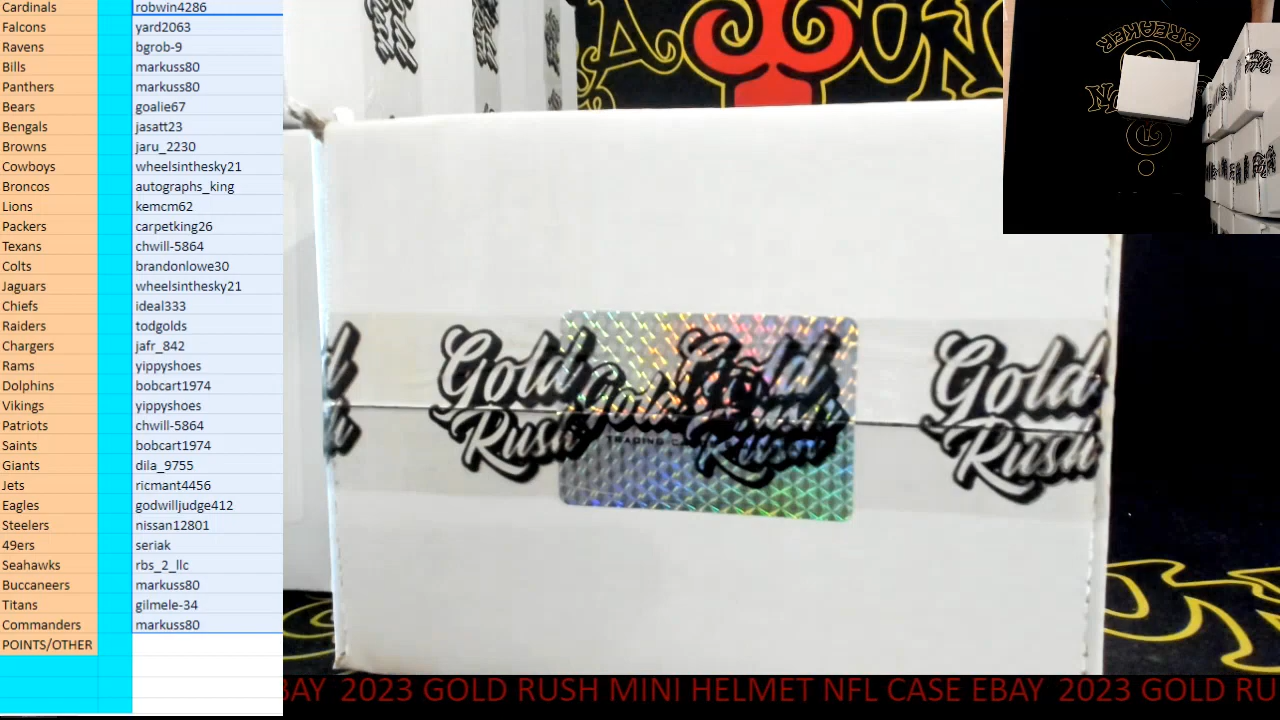 Cardinals robwin4286
Falcons yard2063
Ravens bgrob-9
Bills markuss80
Panthers markuss80
Bears goalie67
Bengals jasatt23
Browns jaru_2230
Cowboys wheelsinthesky21
Broncos autographs_king
Lions kemcm62
Packers carpetking26
Texans chwill-5864
Colts brandonlowe30
Jaguars wheelsinthesky21
Chiefs ideal333
Raiders todgolds
Chargers jafr_842
Rams yippyshoes
Dolphins bobcart1974
Vikings yippyshoes
Patriots chwill-5864
Saints bobcart1974
Giants dila_9755
Jets ricmant4456
Eagles godwilljudge412
Steelers nissan12801
49ers seriak
Seahawks rbs_2_llc
Buccaneers markuss80
Titans gilmele-34
Commanders markuss80
POINTS/OTHER
BREAKER
Gold Rush
Gold Rush
Gold Rush
Gold Rush
TRADING
BAY 2023 GOLD RUSH MINI HELMET NFL CASE EBAY 2023 GOLD RU